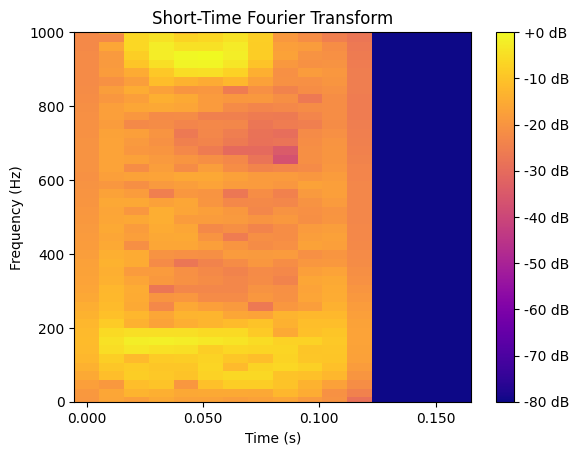 Short-Time Fourier Transform
1000
800
600
400
200
0
Frequency (Hz)
0.000
0.050
0.100
0.150
Time (s)
+0 dB
-10 dB
-20 dB
-30 dB
-40 dB
-50 dB
-60 dB
-70 dB
-80 dB